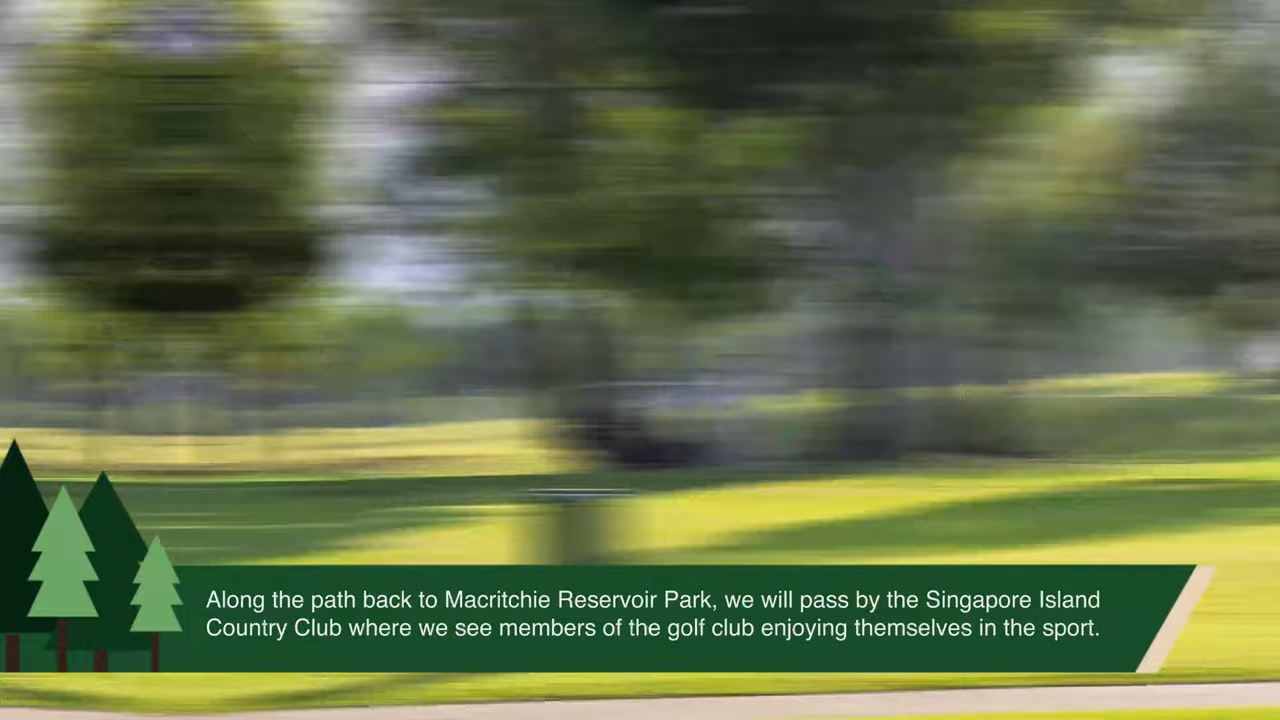 Along the path back to Macritchie Reservoir Park, we will pass by the Singapore Island
Country Club where we see members of the golf club enjoying themselves in the sport.